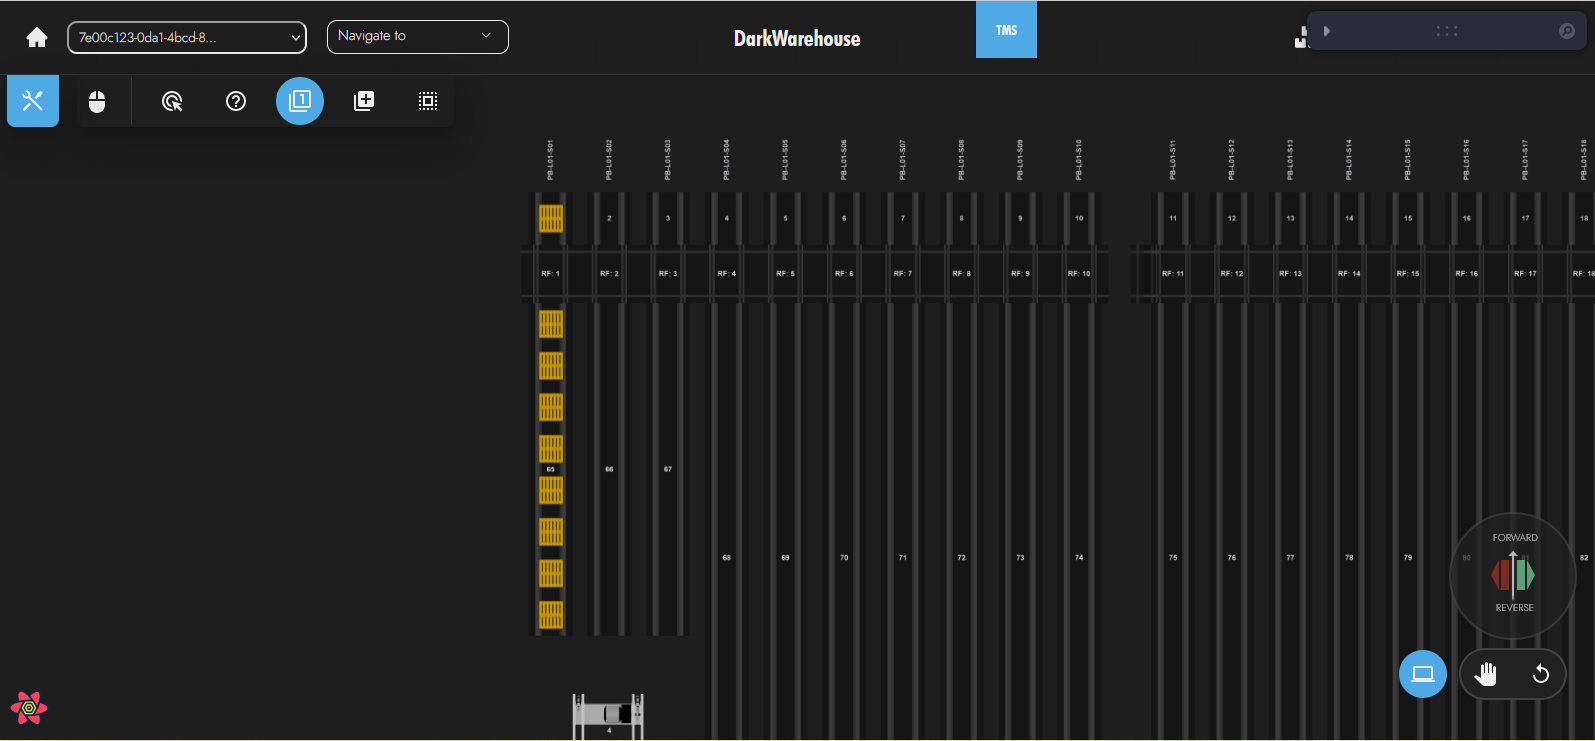 7e00c123-0da1-4bcd-8...
Navigate to
DarkWarehouse
TMS
1
PB-L01-S01 PB-L01-S02 PB-L01-S03 PB-L01-S04 PB-L01-S05 PB-L01-S06 PB-L01-S07 PB-L01-S08 PB-L01-S09 PB-L01-S10 PB-L01-S11 PB-L01-S12 PB-L01-S13 PB-L01-S14 PB-L01-S15 PB-L01-S16 PB-L01-S17 PB-L01-S18
2 3 4 5 6 7 8 9 10 11 12 13 14 15 16 17 18
RF: 1 RF: 2 RF: 3 RF: 4 RF: 5 RF: 6 RF: 7 RF: 8 RF: 9 RF: 10 RF: 11 RF: 12 RF: 13 RF: 14 RF: 15 RF: 16 RF: 17 RF: 18
65 66 67
FORWARD
68 69 70 71 72 73 74 75 76 77 78 79 80 81 82
REVERSE
4